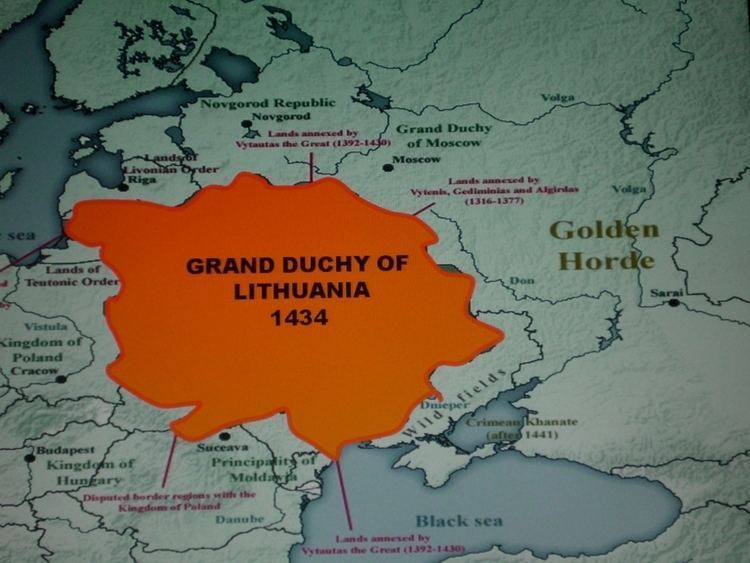 Volga
Novgorod Republic
Novgorod
Lands annexed by
Vytautas the Great (1392-1430)
Grand Duchy
of Moscow
Moscow
Lands of
Livonian Order
Riga
Lands annexed by
Vytenis, Gediminias and Algirdas
(1316-1377)
Volga
Golden
Horde
sea
GRAND DUCHY OF
LITHUANIA
1434
Lands of
Teutonic Order
Don
Sarai
by
Vistula
Kingdom of
Poland
Cracow
Wild fields
Dnieper
Crimean Khanate
(after 1441)
Suceava
Budapest
Kingdom of
Hungary
Principality of
Moldavia
Disputed border regions with the
Kingdom of Poland
Danube
Black sea
Lands annexed by
Vytautas the Great (1392-1430)